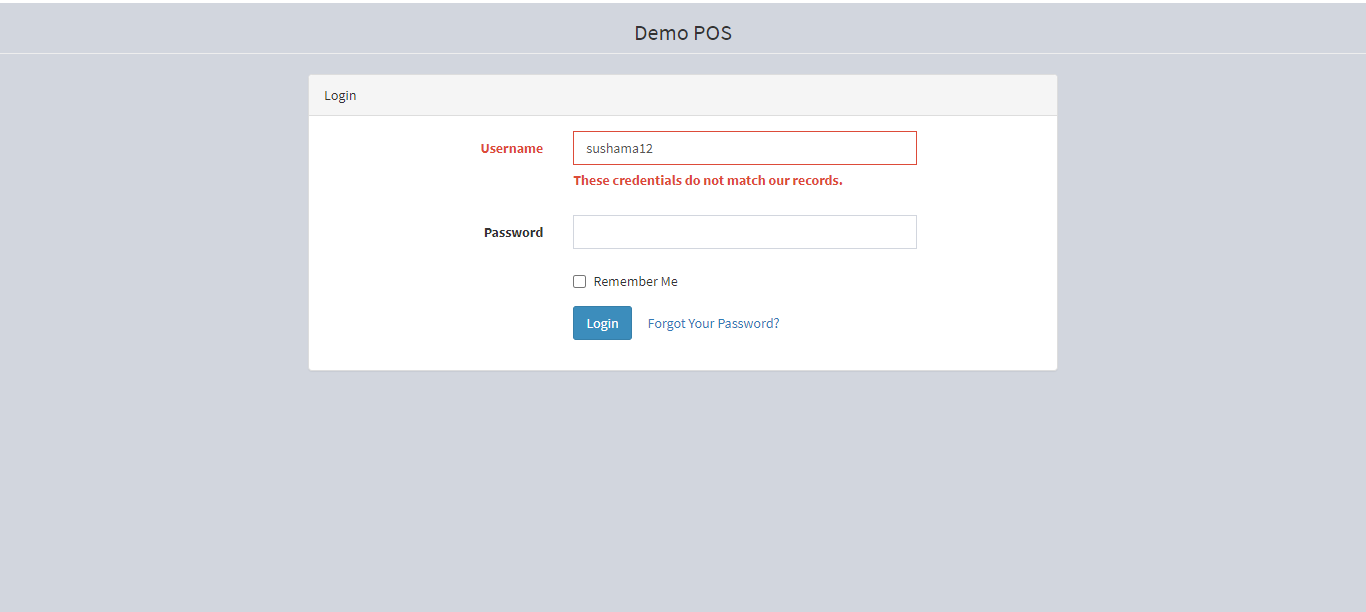 Demo POS
Login
Username
sushama12
These credentials do not match our records.
Password
Remember Me
Login Forgot Your Password?